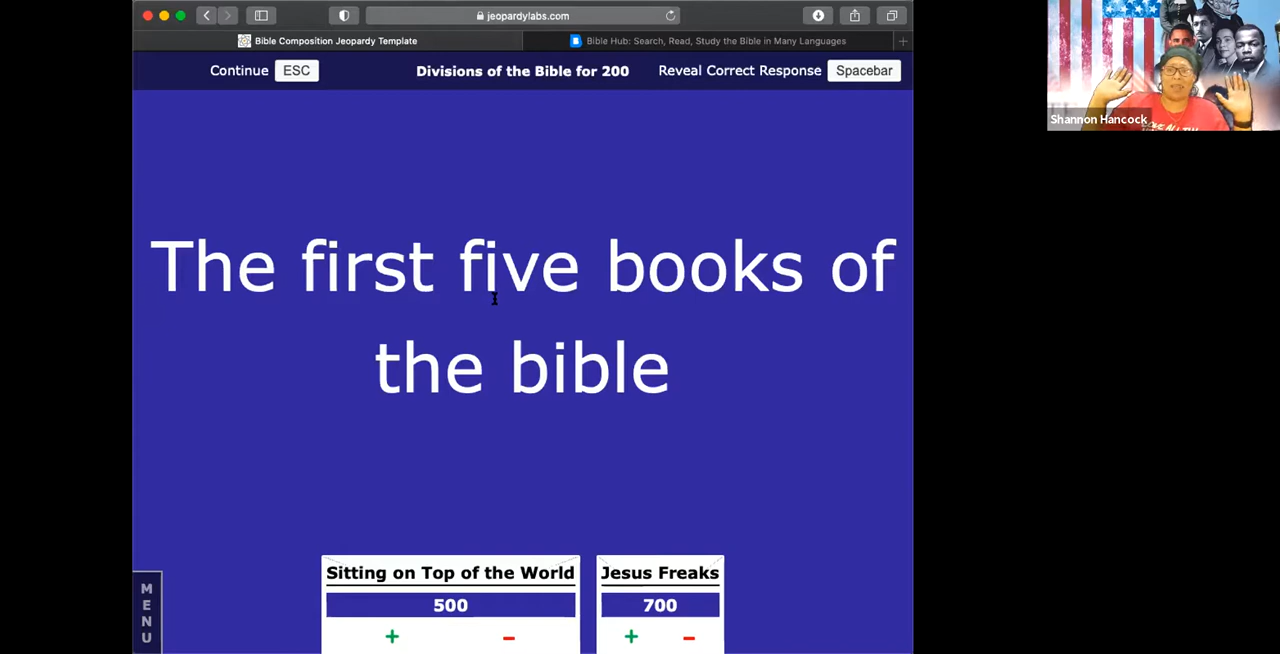 jeopardylabs.com
Bible Composition Jeopardy Template
Bible Hub: Search, Read, Study the Bible in Many Languages
Continue ESC
Divisions of the Bible for 200
Reveal Correct Response Spacebar
Shannon Hancock
The first five books of
the bible
MENU
Sitting on Top of the World
500
+ -
Jesus Freaks
700
+ -